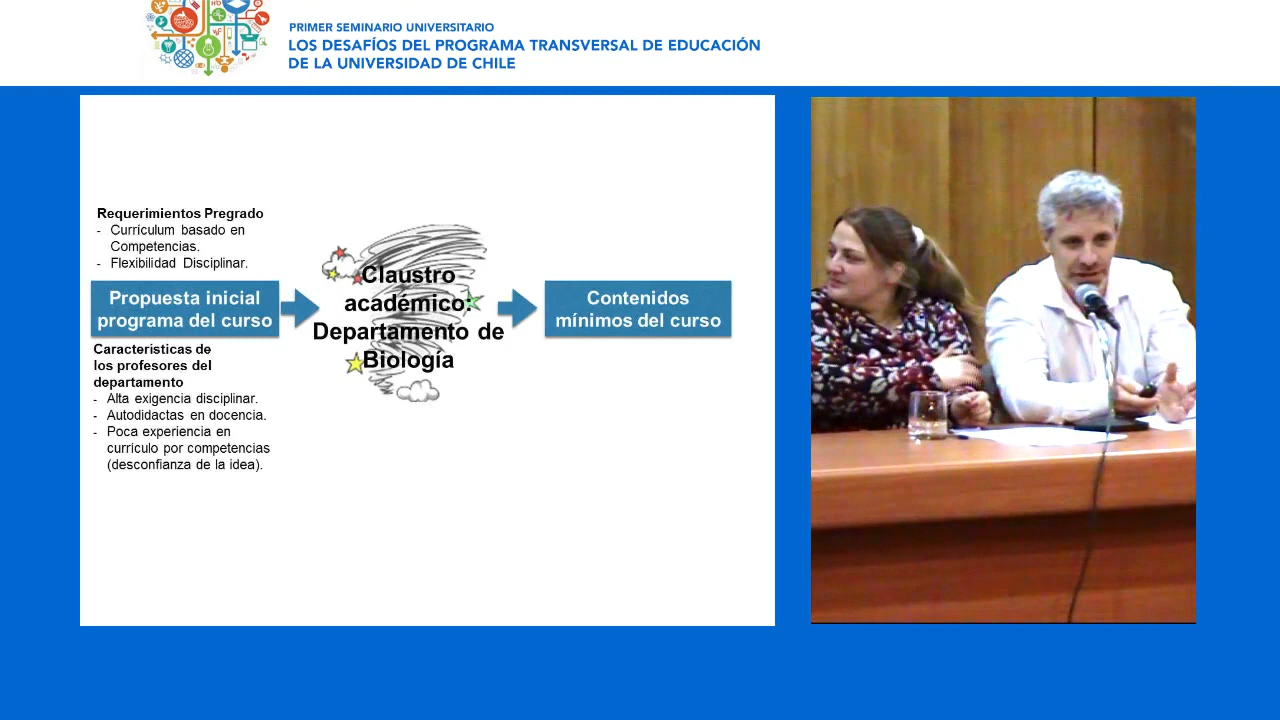 PRIMER SEMINARIO UNIVERSITARIO
LOS DESAFÍOS DEL PROGRAMA TRANSVERSAL DE EDUCACIÓN
DE LA UNIVERSIDAD DE CHILE
Requerimientos Pregrado
- Currículum basado en
Competencias.
- Flexibilidad Disciplinar.
Propuesta inicial
programa del curso
Caracteristicas de
los profesores del
departamento
- Alta exigencia disciplinar.
- Autodidactas en docencia.
- Poca experiencia en
currículo por competencias
(desconfianza de la idea).
Claustro
académico:
Departamento de
Biología
Contenidos
mínimos del curso